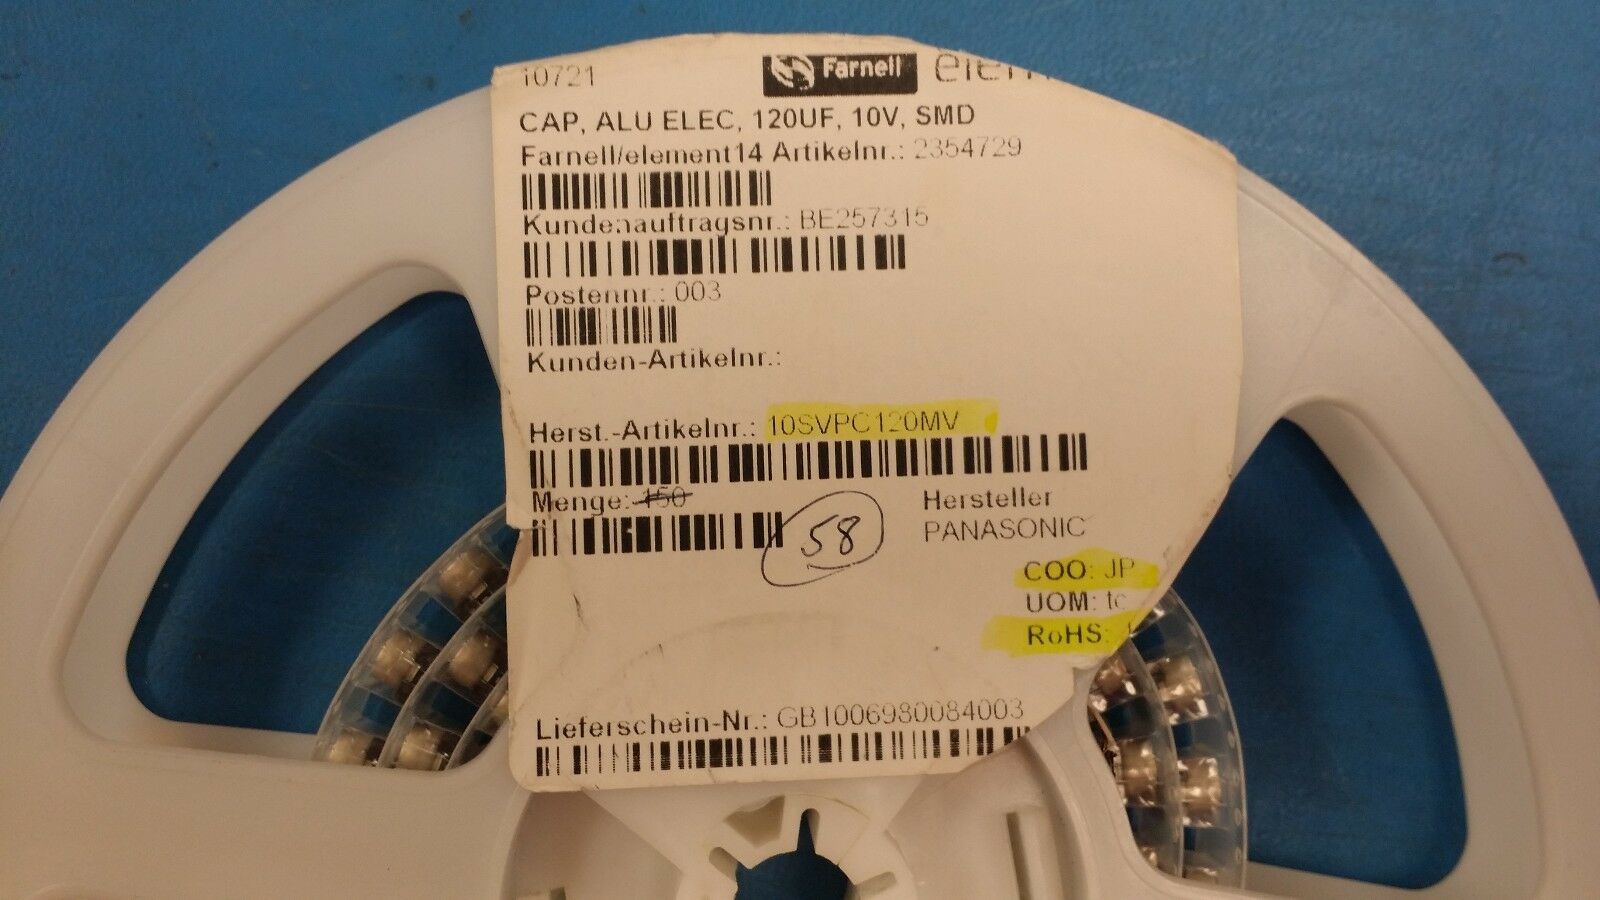 10721
Farnell
CAP, ALU ELEC, 120UF, 10V, SMD
Farnell/element14 Artikelnr.: 2354729
Kundenauftragsnr.: BE257315
Postennr.: 003
Kunden-Artikelnr.:
Herst.-Artikelnr.: 10SVPC120MV
Menge: 150
58
Hersteller
PANASONIC
COO: JP
UOM:
RoHS:
Lieferschein-Nr.: GB1006980084003